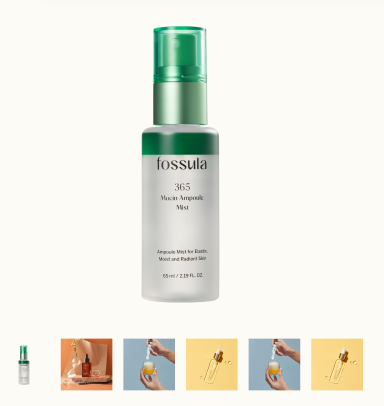 fossula
365
Mucin Ampoule
Mist
Ampoule Mist for Elastic,
Moist and Radiant Skin
65 ml / 2.19 FL. OZ